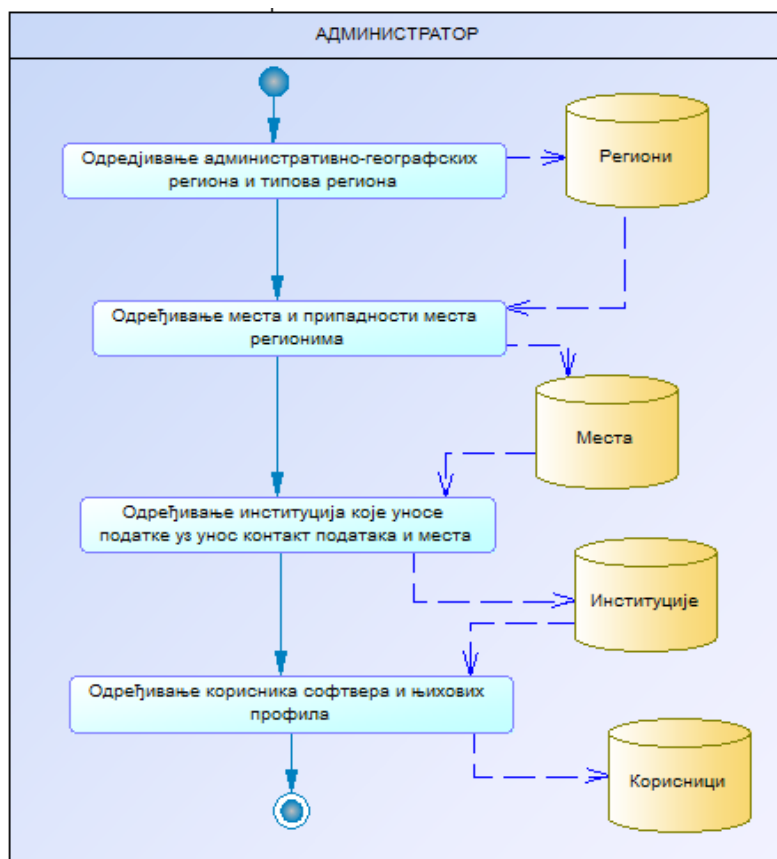 АДМИНИСТРАТОР
Одредјивање административно-географских
региона и типова региона
Региони
Одређивање места и припадности места
регионима
Места
Одређивање институција које уносе
податке уз унос контакт података и места
Институције
Одређивање корисника софтвера и њихових
профила
Корисници